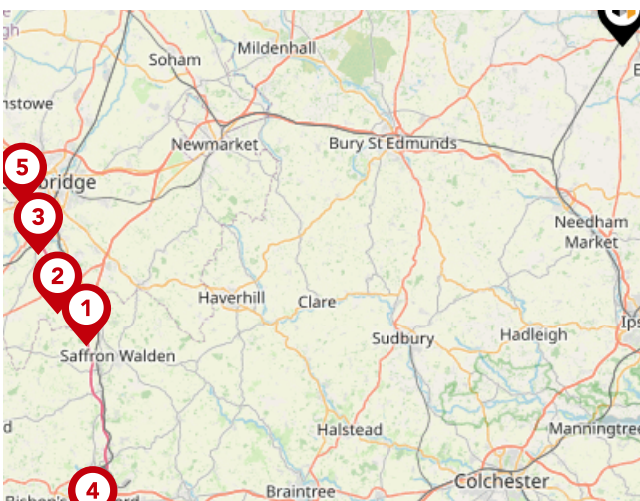 Mildenhall
Soham
nstowe
Newmarket
Bury St Edmunds
5
bridge
3
Needham
Market
2
Haverhill
Clare
1
Ips
Sudbury
Hadleigh
Saffron Walden
d
Halstead
Manningtree
4
Colchester
Braintree